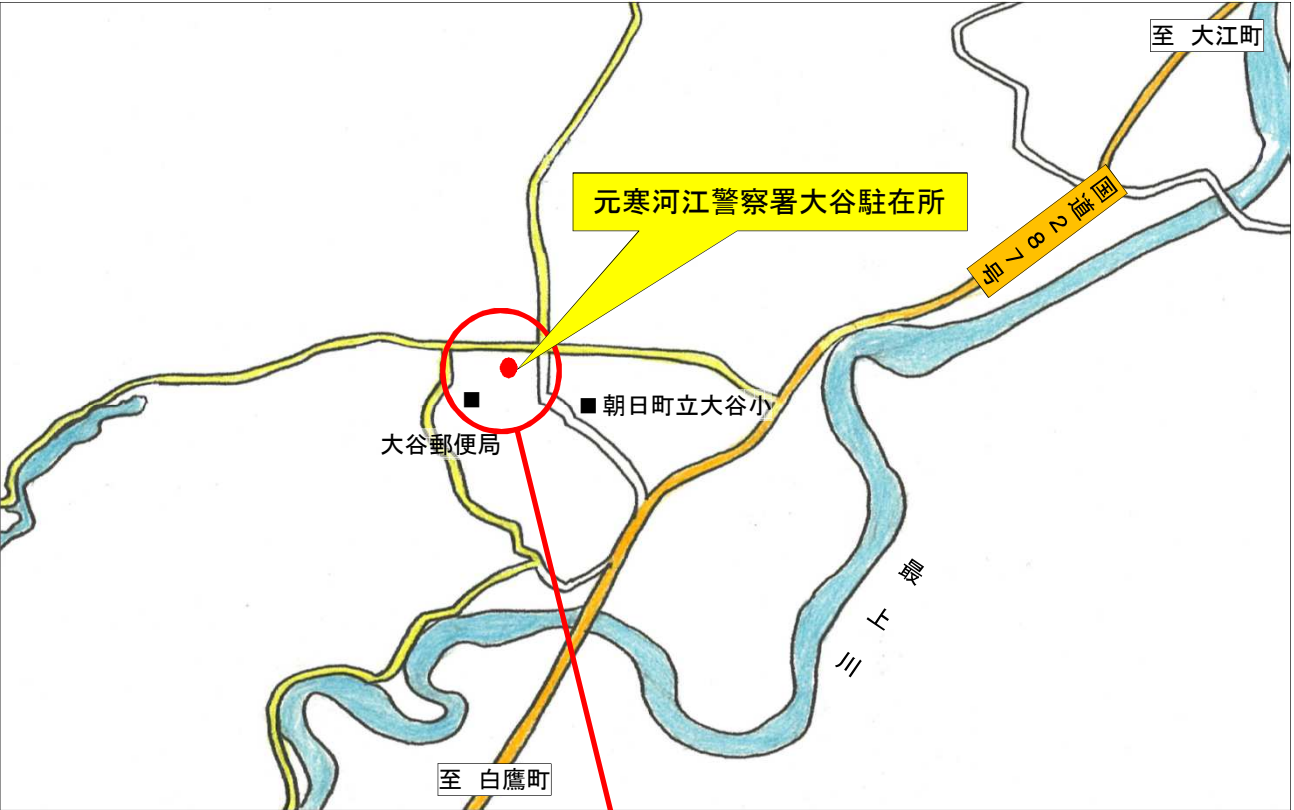 至 大江町
元寒河江警察署大谷駐在所
国道287号
朝日町立大谷小
大谷郵便局
最上川
至 白鷹町